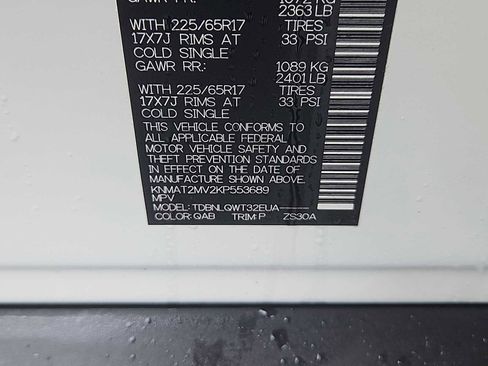 2363 LB
WITH 225/65R17 TIRES
17X7J RIMS AT 33 PSI
COLD SINGLE
GAWR RR.: 1089 KG
2401 LB
WITH 225/65R17 TIRES
17X7J RIMS AT 33 PSI
COLD SINGLE
THIS VEHICLE CONFORMS TO
ALL APPLICABLE FEDERAL
MOTOR VEHICLE SAFETY AND
THEFT PREVENTION STANDARDS
IN EFFECT ON THE DATE OF
MANUFACTURE SHOWN ABOVE.
KNMAT2MV2KP553689
MPV
MODEL: TDBNLQWT32EUA-----
COLOR: QAB TRIM: P ZS30A